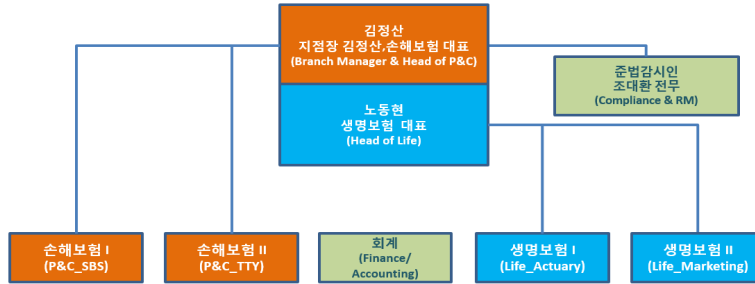 김정산
지점장 김정산,손해보험 대표
(Branch Manager & Head of P&C)
준법감시인
조대환 전무
(Compliance & RM)
노동현
생명보험 대표
(Head of Life)
손해보험 I
(P&C_SBS)
손해보험 II
(P&C_TTY)
회계
(Finance/
Accounting)
생명보험 I
(Life_Actuary)
생명보험 II
(Life_Marketing)